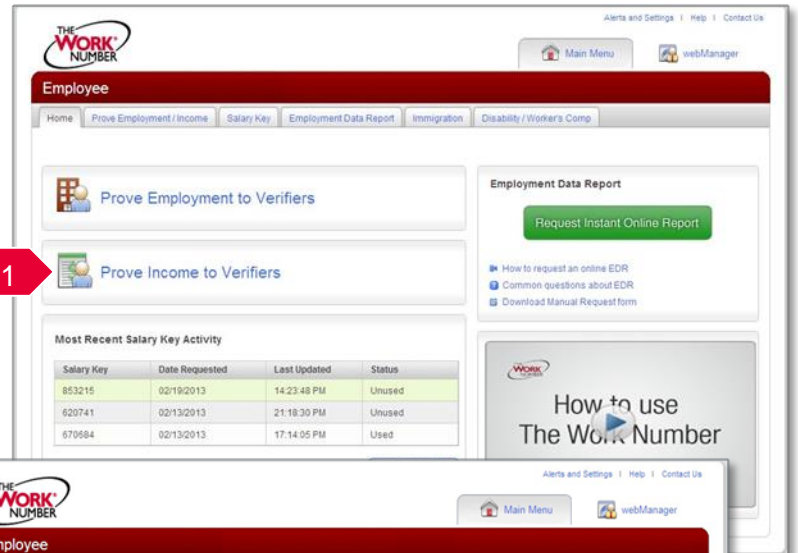 Alerts and Settings | Help | Contact Us
THE
WORK
NUMBER
Main Menu
webManager
Employee
Home
Prove Employment / Income
Salary Key
Employment Data Report
Immigration
Disability / Worker's Comp
Prove Employment to Verifiers
Employment Data Report
Request Instant Online Report
1
Prove Income to Verifiers
How to request an online EDR
Common questions about EDR
Download Manual Request form
Most Recent Salary Key Activity
Salary Key Date Requested Last Updated Status
853215 02/19/2013 14:23:48 PM Unused
620741 02/13/2013 21:18:30 PM Unused
670684 02/13/2013 17:14:05 PM Used
WORK
How to use
The Work Number
Alerts and Settings | Help | Contact Us
THE
WORK
NUMBER
Main Menu
webManager